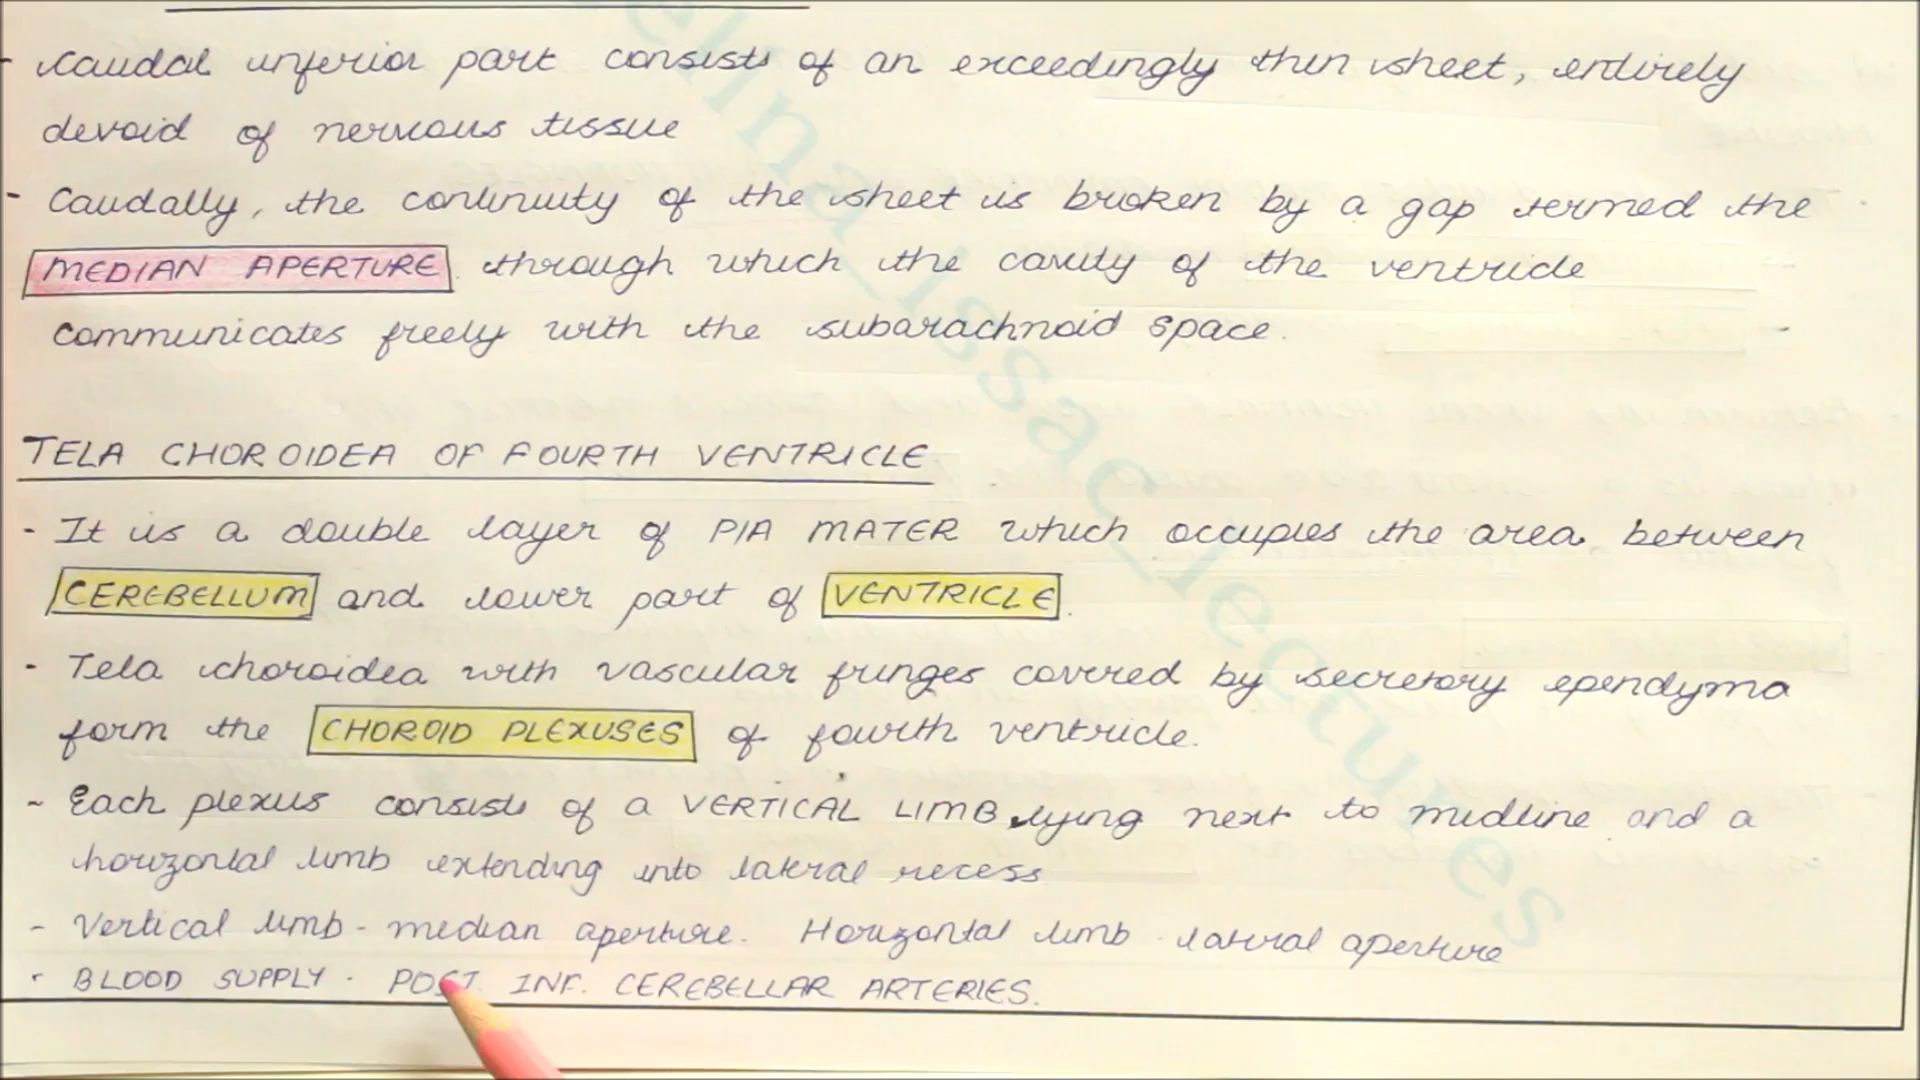 - Caudal inferior part consists of an exceedingly thin sheet, entirely
devoid of nervous tissue
- Caudally, the continuity of the sheet is broken by a gap termed the
MEDIAN APERTURE through which the cavity of the ventricle
communicates freely with the subarachnoid space.
TELA CHOROIDEA OF FOURTH VENTRICLE
- It is a double layer of PIA MATER which occupies the area between
CEREBELLUM and lower part of VENTRICLE.
- Tela choroidea with vascular fringes covered by secretory ependyma
form the CHOROID PLEXUSES of fourth ventricle.
- Each plexus consists of a VERTICAL LIMB lying next to midline and a
horizontal limb extending into lateral recess
- Vertical limb - median aperture. Horizontal limb - lateral aperture
- BLOOD SUPPLY - POST. INF. CEREBELLAR ARTERIES.
elna_issac_lectures